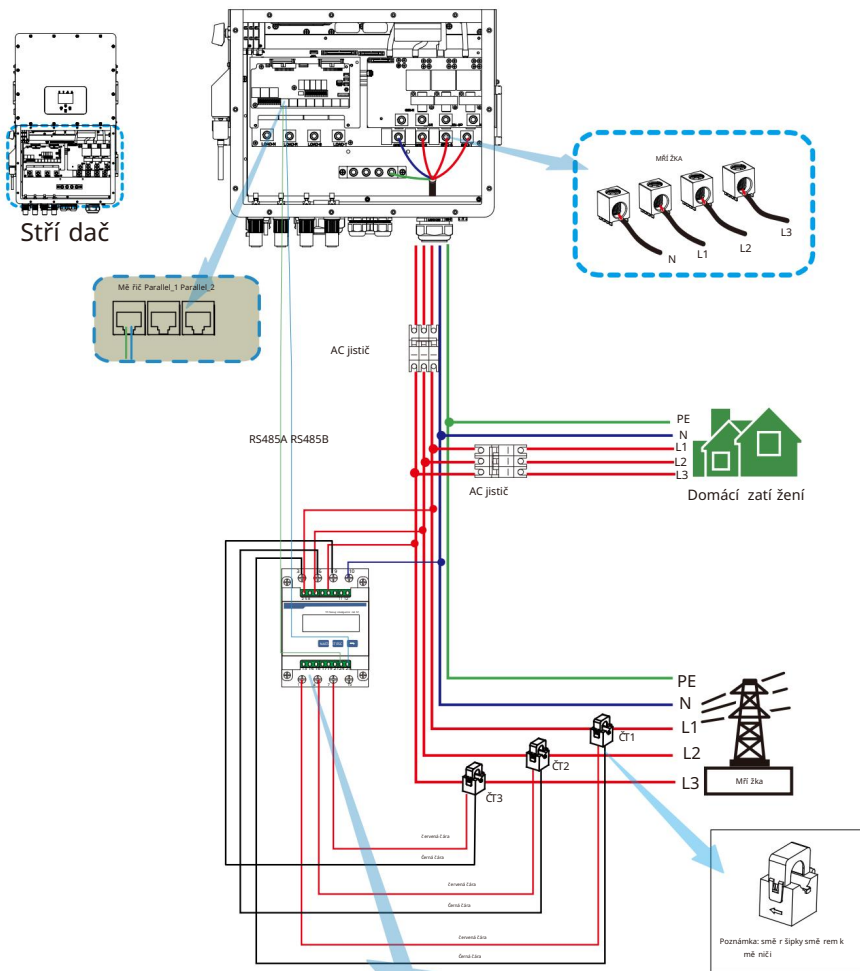 MŘÍ ŽKA
N
L1
L2
L3
Stří dač
Mě řič Parallel_1 Parallel_2
AC jistič
RS485A RS485B
PE
N
L1
L2
L3
AC jistič
Domácí zatí žení
PE
N
L1
L2
L3
ČT1
ČT2
ČT3
Mří žka
červená čára
Černá čára
červená čára
Černá čára
červená čára
Černá čára
Poznámka: smě r šipky smě rem k
mě niči